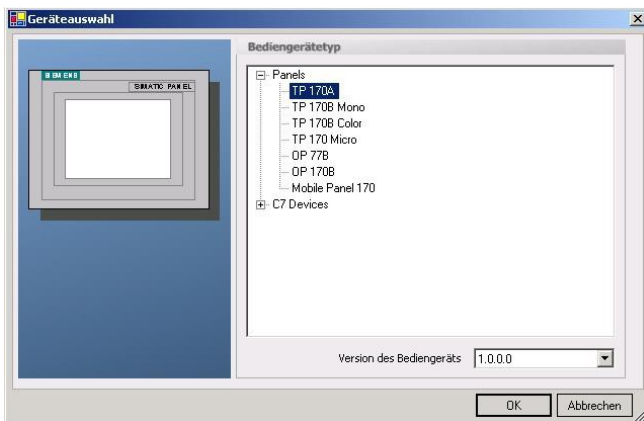 Geräteauswahl
Bediengerätetyp
SIEMENS
SIMATIC PANEL
Panels
TP 170A
TP 170B Mono
TP 170B Color
TP 170 Micro
OP 77B
OP 170B
Mobile Panel 170
C7 Devices
Version des Bediengeräts 1.0.0.0
OK Abbrechen